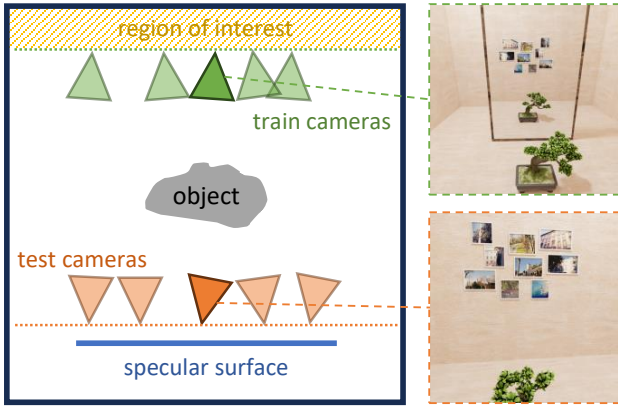 region of interest
train cameras
object
test cameras
specular surface